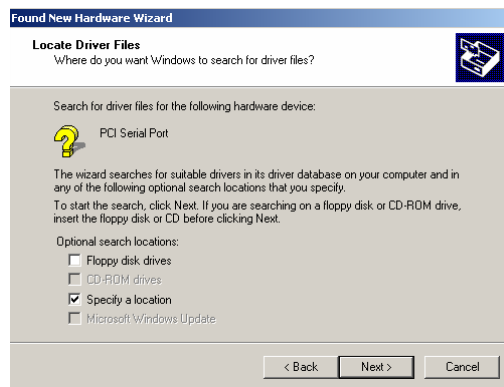 Found New Hardware Wizard
Locate Driver Files
Where do you want Windows to search for driver files?
Search for driver files for the following hardware device:
PCI Serial Port
The wizard searches for suitable drivers in its driver database on your computer and in
any of the following optional search locations that you specify.
To start the search, click Next. If you are searching on a floppy disk or CD-ROM drive,
insert the floppy disk or CD before clicking Next.
Optional search locations:
Floppy disk drives
CD-ROM drives
Specify a location
Microsoft Windows Update
< Back
Next >
Cancel